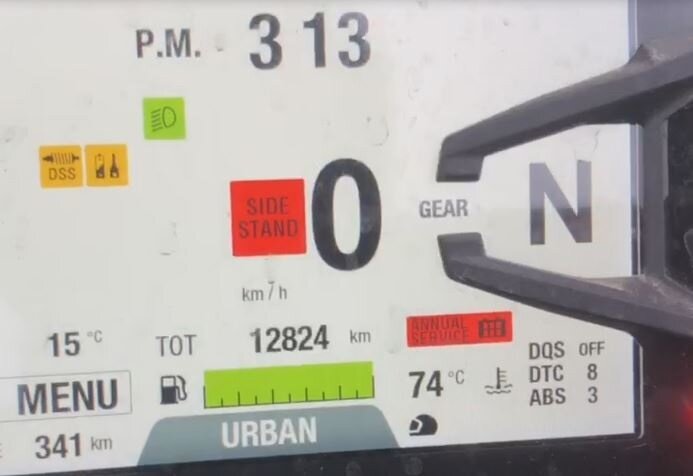 P.M. 3 13
DSS
SIDE
STAND
0
GEAR
N
km/h
ANNUAL
SERVICE
15 °C
TOT 12824 km
DQS OFF
DTC 8
ABS 3
MENU
74 °C
341 km
URBAN